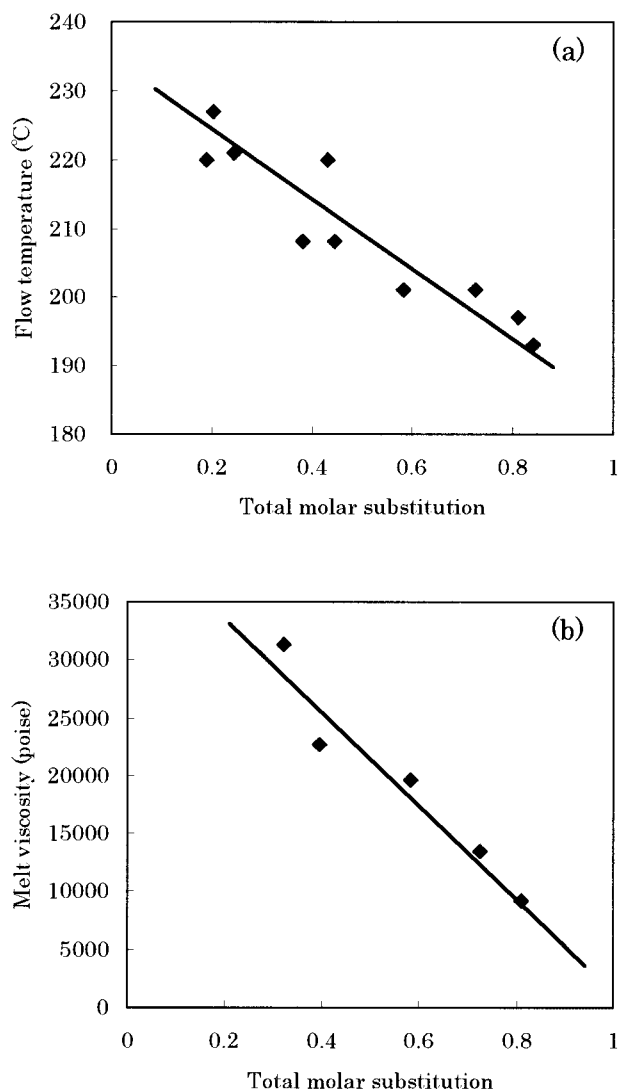 (a)
Flow temperature (℃)
240
230
220
210
200
190
180
0 0.2 0.4 0.6 0.8 1
Total molar substitution
(b)
Melt viscosity (poise)
35000
30000
25000
20000
15000
10000
5000
0
0 0.2 0.4 0.6 0.8 1
Total molar substitution